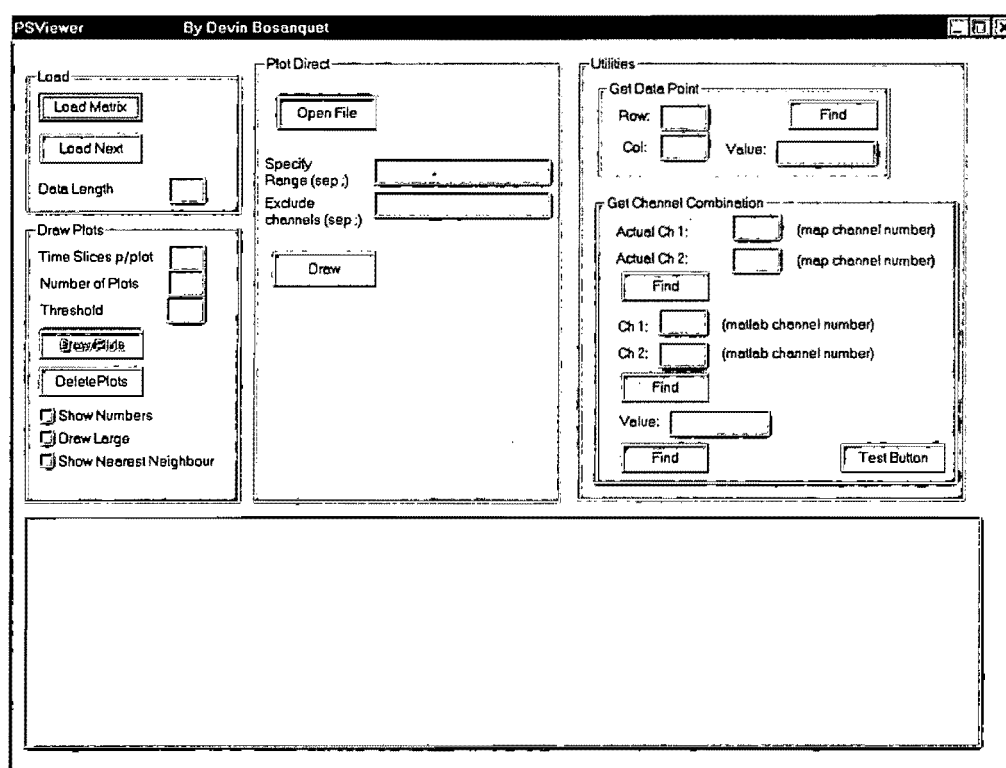 PSViewer By Devin Bosanquet
Load
Load Matrix
Load Next
Data Length
Draw Plots
Time Slices p/plot
Number of Plots
Threshold
Draw Plots
Delete Plots
Show Numbers
Draw Large
Show Nearest Neighbour
Plot Direct
Open File
Specify
Range (sep ;)
Exclude
channels (sep ;)
Draw
Utilities
Get Data Point
Row:
Find
Col:
Value:
Get Channel Combination
Actual Ch 1: (map channel number)
Actual Ch 2: (map channel number)
Find
Ch 1: (matlab channel number)
Ch 2: (matlab channel number)
Find
Value:
Find
Test Button